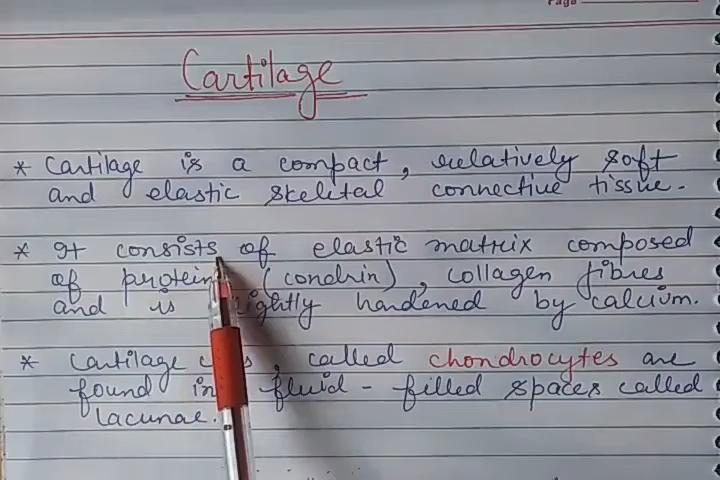 Page
Cartilage
* Cartilage is a compact, relatively soft
and elastic skeletal connective tissue.
* It consists of elastic matrix composed
of protein (condrin), collagen fibres
and is hardened by calcium.
* Cartilage called chondrocytes are
found in fluid - filled spaces called
lacunae.